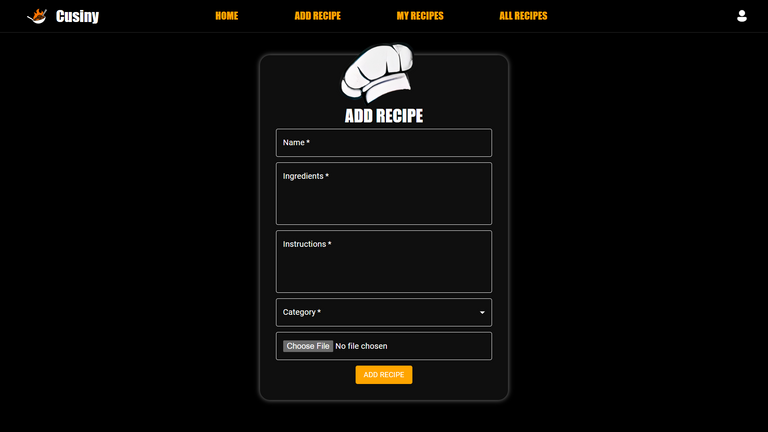 Cusiny
HOME
ADD RECIPE
MY RECIPES
ALL RECIPES
ADD RECIPE
Name *
Ingredients *
Instructions *
Category *
Choose File No file chosen
ADD RECIPE